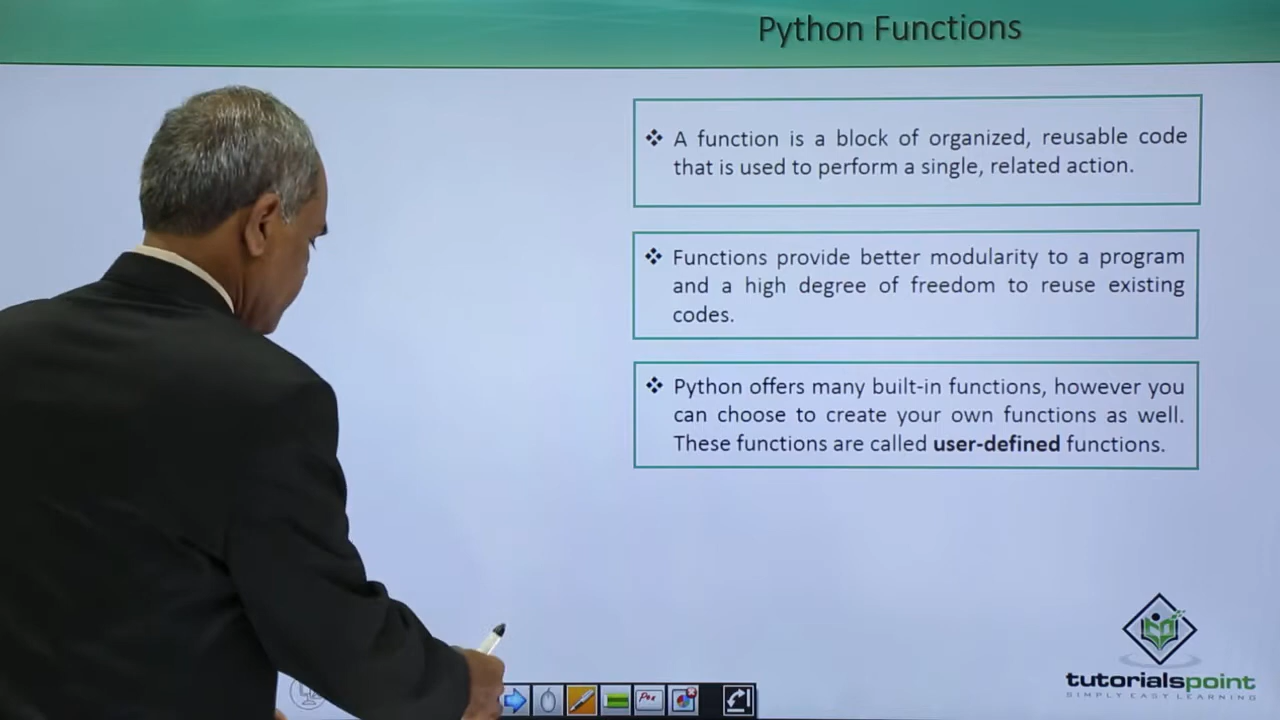 Python Functions
❖ A function is a block of organized, reusable code
that is used to perform a single, related action.
❖ Functions provide better modularity to a program
and a high degree of freedom to reuse existing
codes.
❖ Python offers many built-in functions, however you
can choose to create your own functions as well.
These functions are called user-defined functions.
tutorialspoint
SIMPLY EASY LEARNING
Pen